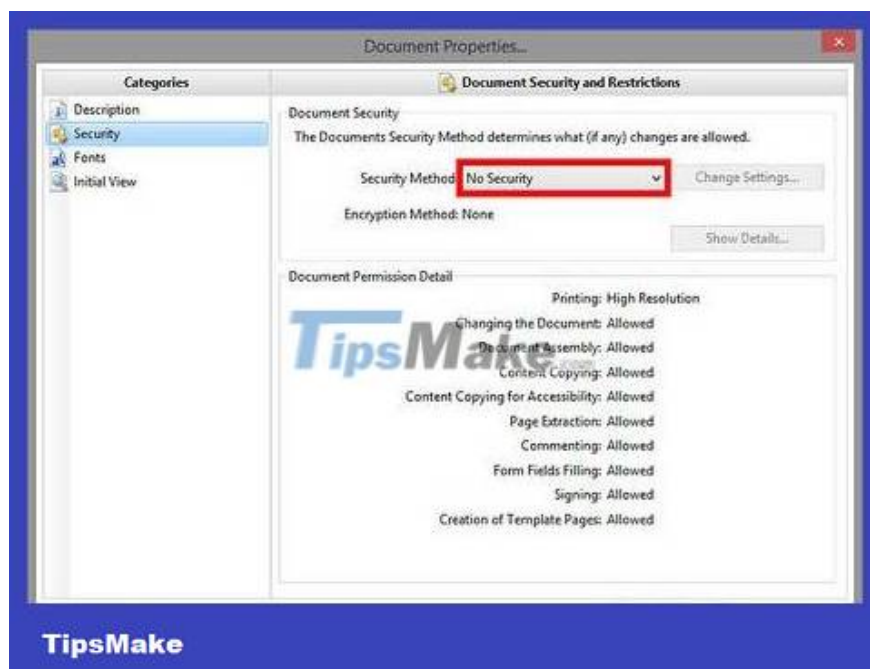 Document Properties...
Categories
Document Security and Restrictions
Description
Security
Fonts
Initial View
Document Security
The Documents Security Method determines what (if any) changes are allowed.
Security Method No Security
Change Settings...
Encryption Method: None
Show Details...
Document Permission Detail
Printing: High Resolution
Changing the Document: Allowed
Document Assembly: Allowed
Content Copying: Allowed
Content Copying for Accessibility: Allowed
Page Extraction: Allowed
Commenting: Allowed
Form Fields Filling: Allowed
Signing: Allowed
Creation of Template Pages: Allowed
TipsMake.com
TipsMake